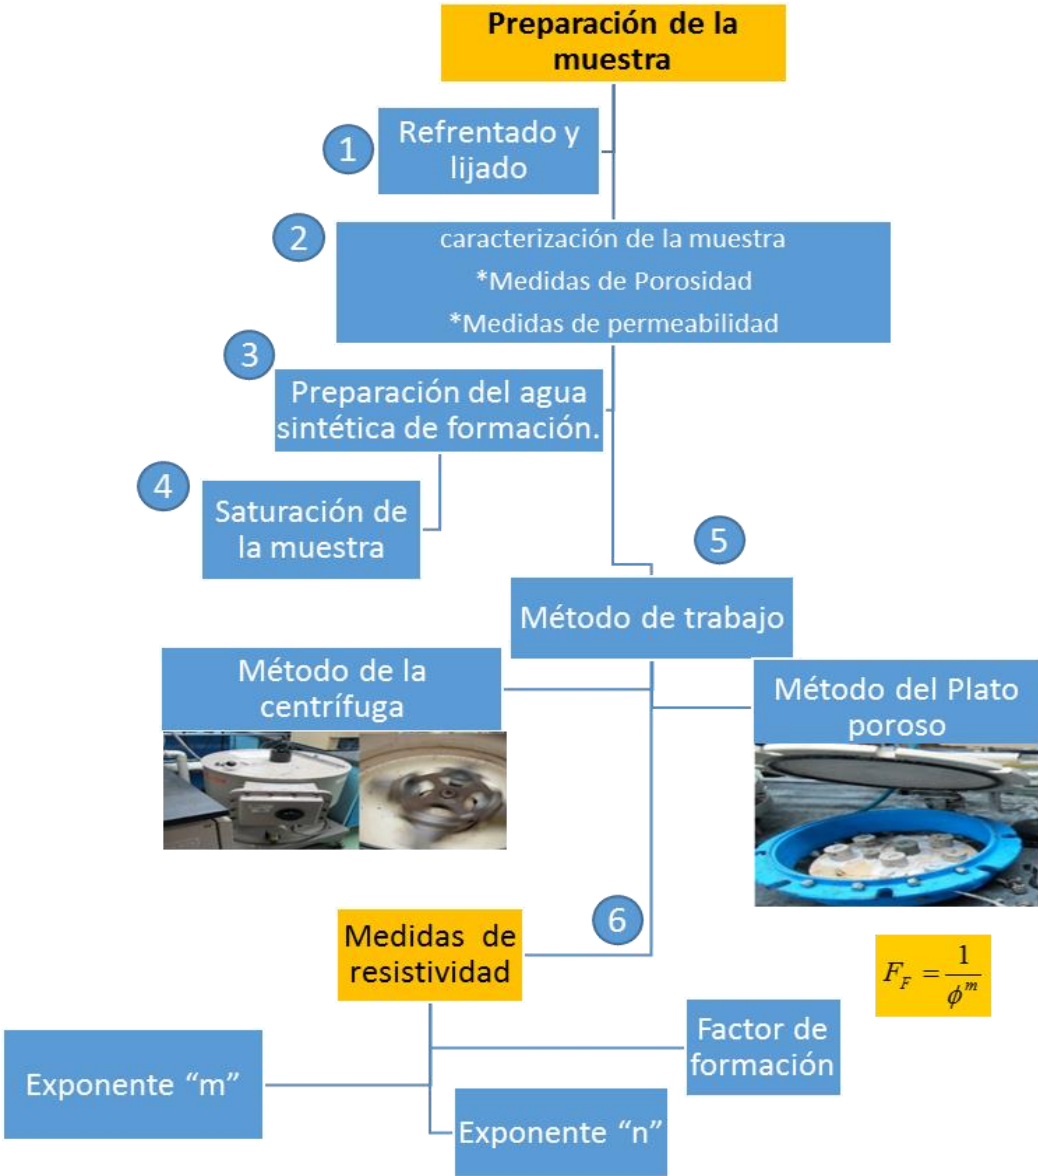 Preparación de la
muestra
1
Refrentado y
lijado
2
caracterización de la muestra
*Medidas de Porosidad
*Medidas de permeabilidad
3
Preparación del agua
sintética de formación.
4
Saturación de
la muestra
5
Método de trabajo
Método de la
centrífuga
Método del Plato
poroso
6
Medidas de
resistividad
F_F = 1/ϕ^m
Factor de
formación
Exponente “m”
Exponente “n”